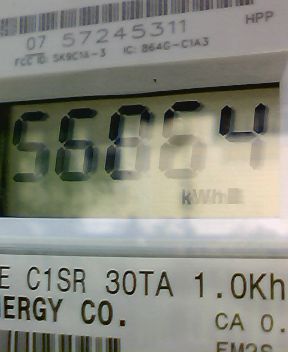 HPP
07 57245311
FCC ID: SK9C1A-3 IC: 864G-C1A3
56864
kWh
E C1SR 30TA 1.0Kh
ERGY CO.
CA 0.